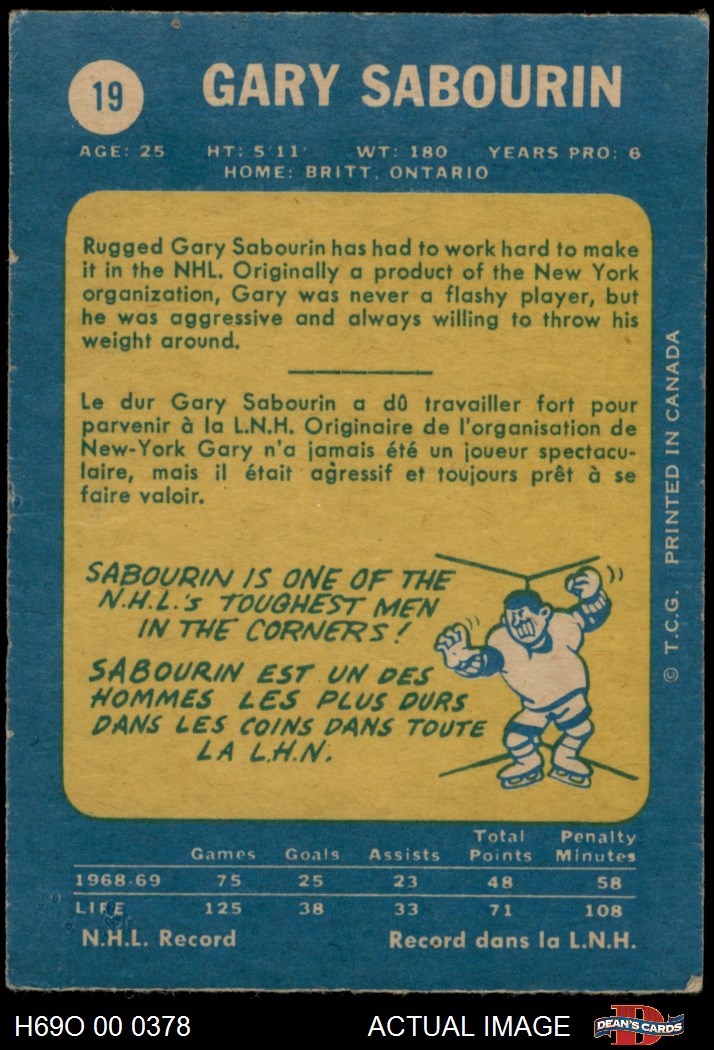 19
GARY SABOURIN
AGE: 25 HT: 5'11' WT: 180 YEARS PRO: 6
HOME: BRITT, ONTARIO
Rugged Gary Sabourin has had to work hard to make
it in the NHL. Originally a product of the New York
organization, Gary was never a flashy player, but
he was aggressive and always willing to throw his
weight around.
Le dur Gary Sabourin a dû travailler fort pour
parvenir à la L.N.H. Originaire de l'organisation de
New-York Gary n'a jamais été un joueur spectacu-
laire, mais il était agressif et toujours prêt à se
faire valoir.
SABOURIN IS ONE OF THE
N.H.L.'s TOUGHEST MEN
IN THE CORNERS!
SABOURIN EST UN DES
HOMMES LES PLUS DURS
DANS LES COINS DANS TOUTE
LA L.H.N.
© T.C.G. PRINTED IN CANADA
Games Goals Assists Total Points Penalty Minutes
1968-69 75 25 23 48 58
LIFE 125 38 33 71 108
N.H.L. Record Record dans la L.N.H.
H69O 00 0378 ACTUAL IMAGE D DEAN'S CARDS